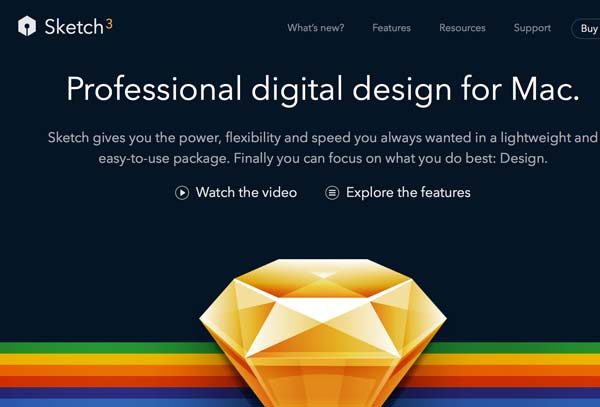 Sketch 3
What's new?
Features
Resources
Support
Buy
Professional digital design for Mac.
Sketch gives you the power, flexibility and speed you always wanted in a lightweight and
easy-to-use package. Finally you can focus on what you do best: Design.
Watch the video
Explore the features